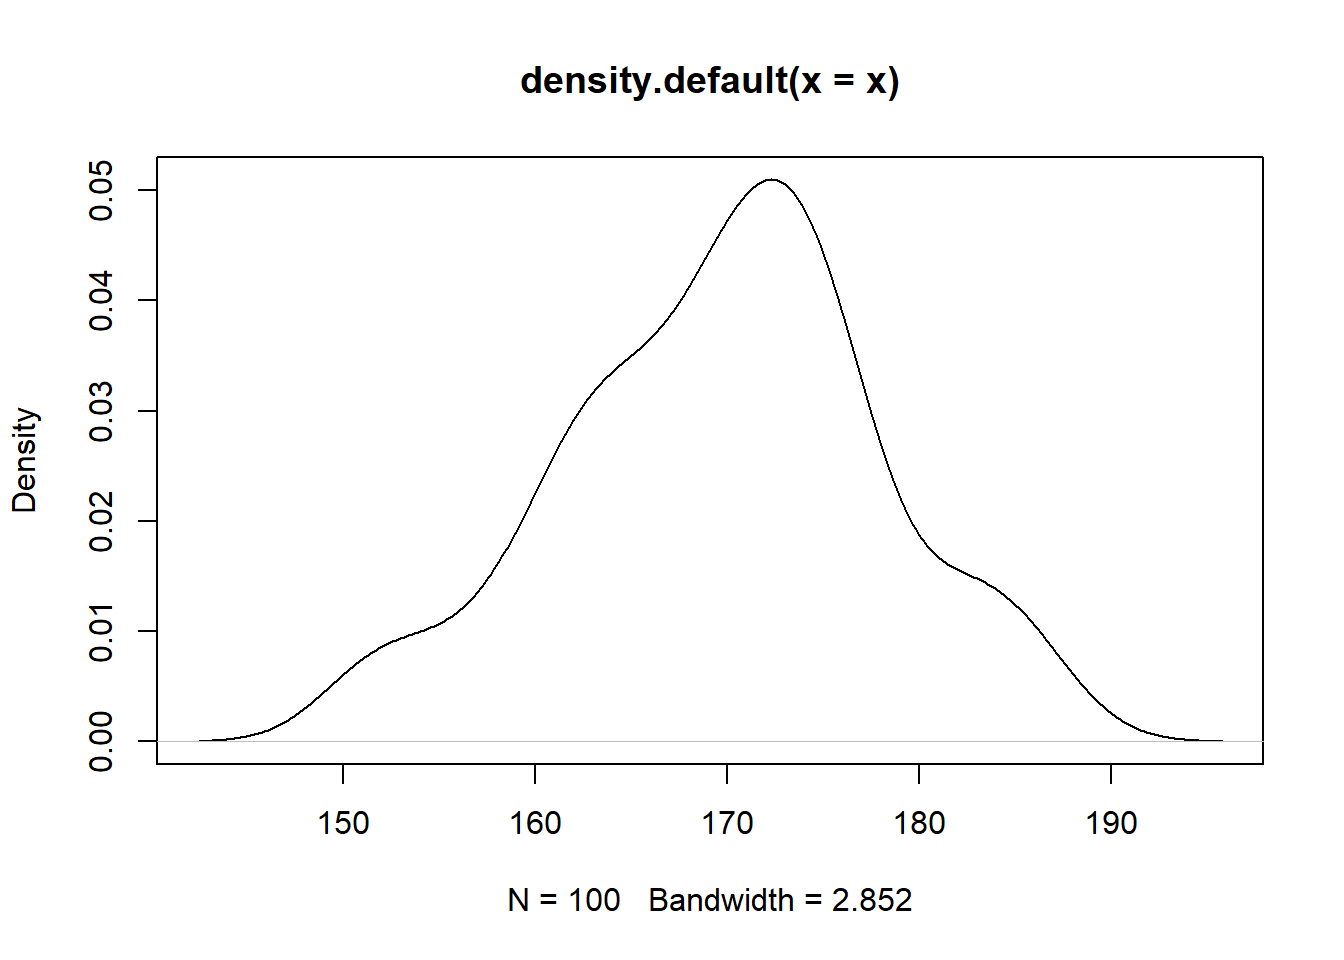 density.default(x = x)
Density
0.05
0.04
0.03
0.02
0.01
0.00
150 160 170 180 190
N = 100 Bandwidth = 2.852